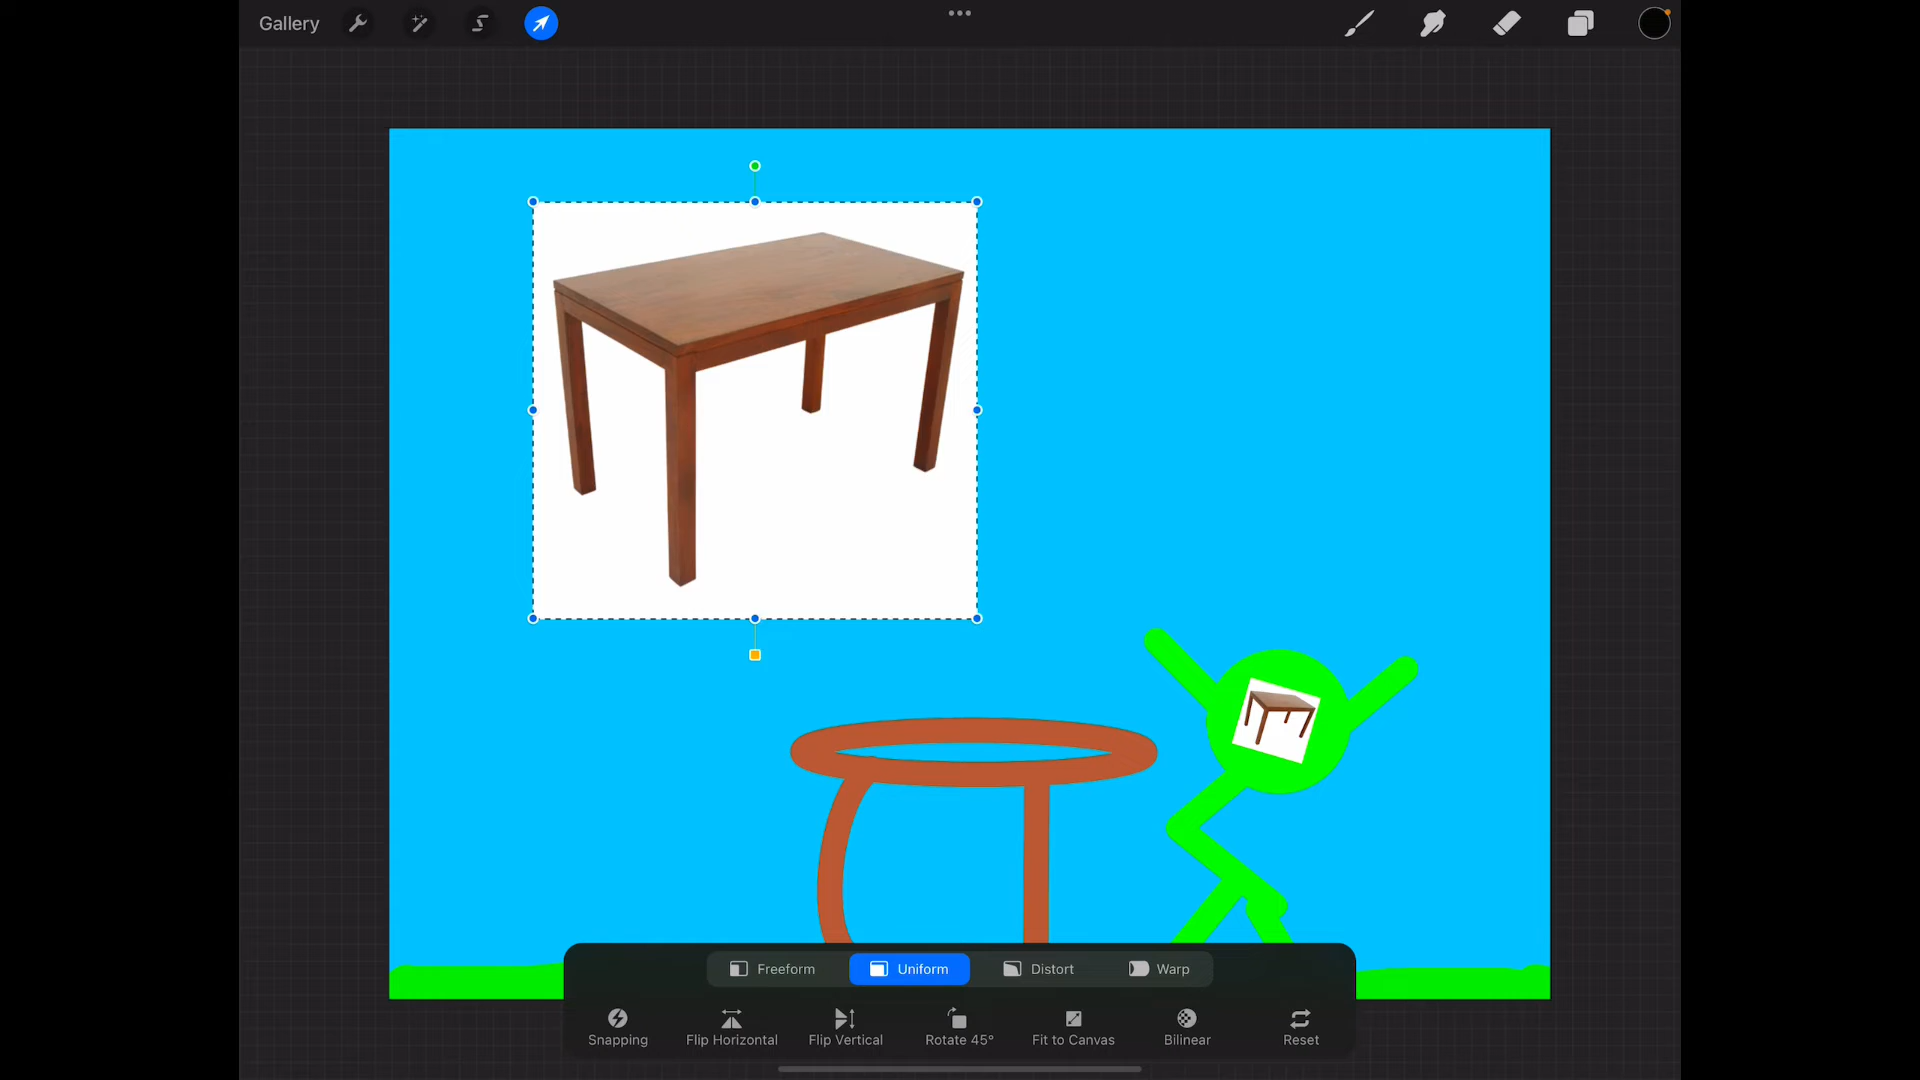 Gallery
Freeform
Uniform
Distort
Warp
Snapping
Flip Horizontal
Flip Vertical
Rotate 45°
Fit to Canvas
Bilinear
Reset